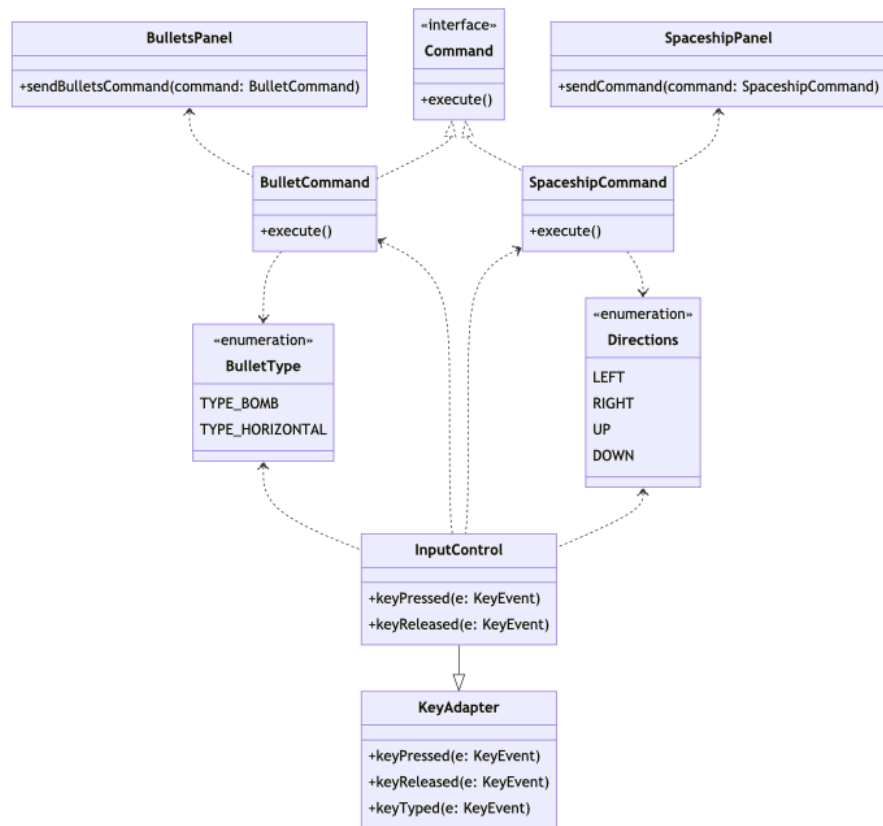 BulletsPanel
+sendBulletsCommand(command: BulletCommand)
«interface»
Command
+execute()
SpaceshipPanel
+sendCommand(command: SpaceshipCommand)
BulletCommand
+execute()
SpaceshipCommand
+execute()
«enumeration»
BulletType
TYPE_BOMB
TYPE_HORIZONTAL
«enumeration»
Directions
LEFT
RIGHT
UP
DOWN
InputControl
+keyPressed(e: KeyEvent)
+keyReleased(e: KeyEvent)
KeyAdapter
+keyPressed(e: KeyEvent)
+keyReleased(e: KeyEvent)
+keyTyped(e: KeyEvent)